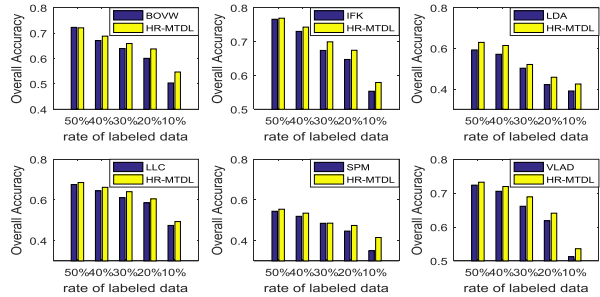 0.8
0.7
0.6
0.5
0.4
Overall Accuracy
BOVW
HR-MTDL
50%40%30%20%10%
rate of labeled data
0.8
0.7
0.6
0.5
Overall Accuracy
IFK
HR-MTDL
50%40%30%20%10%
rate of labeled data
0.8
0.6
0.4
Overall Accuracy
LDA
HR-MTDL
50%40%30%20%10%
rate of labeled data
0.8
0.6
0.4
Overall Accuracy
LLC
HR-MTDL
50%40%30%20%10%
rate of labeled data
0.8
0.6
0.4
Overall Accuracy
SPM
HR-MTDL
50%40%30%20%10%
rate of labeled data
0.8
0.7
0.6
0.5
Overall Accuracy
VLAD
HR-MTDL
50%40%30%20%10%
rate of labeled data